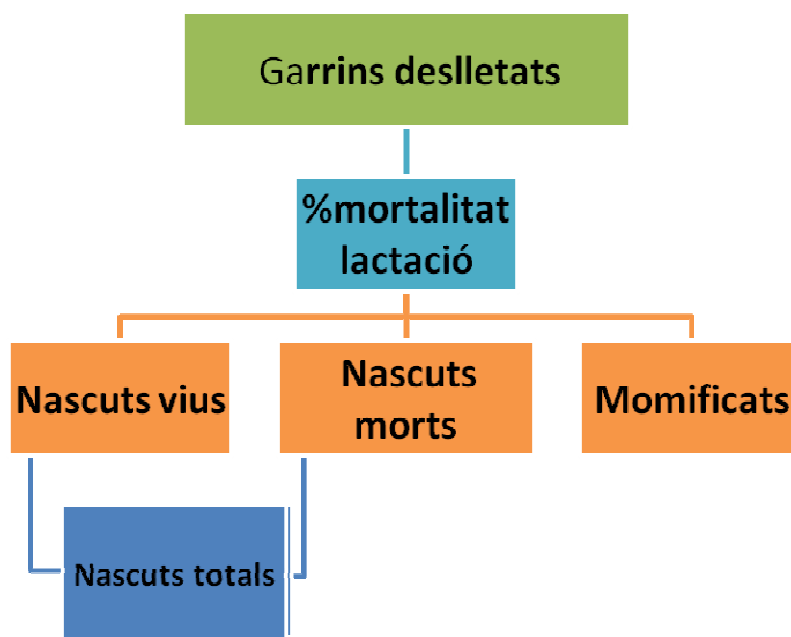 Garrins deslletats
%mortalitat
lactació
Nascuts vius
Nascuts
morts
Momificats
Nascuts totals